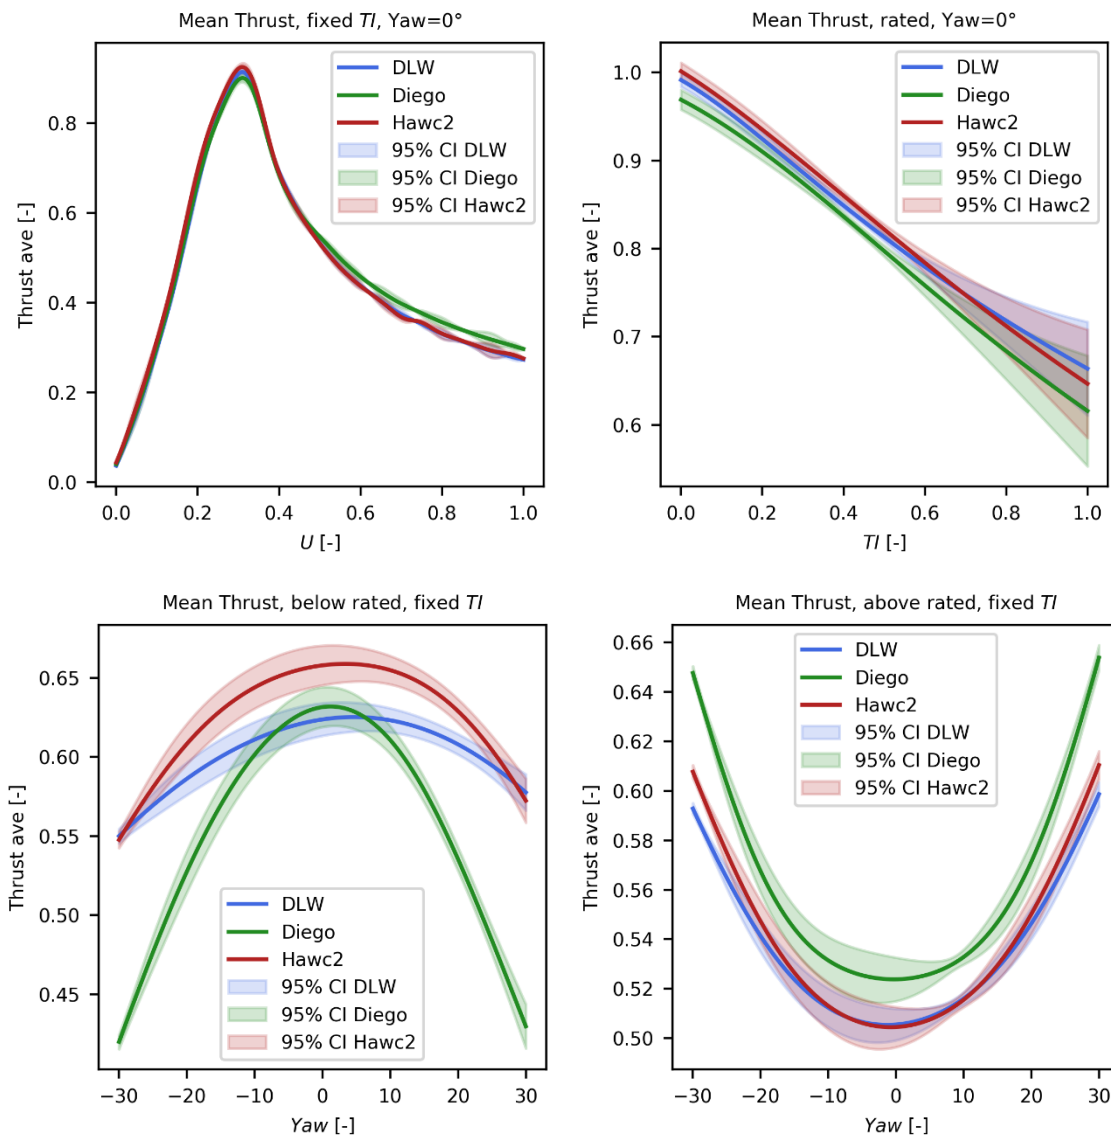 Mean Thrust, fixed TI, Yaw=0°
Thrust ave [-]
0.8
0.6
0.4
0.2
0.0
DLW
Diego
Hawc2
95% CI DLW
95% CI Diego
95% CI Hawc2
0.0 0.2 0.4 0.6 0.8 1.0
U [-]
Mean Thrust, rated, Yaw=0°
Thrust ave [-]
1.0
0.9
0.8
0.7
0.6
DLW
Diego
Hawc2
95% CI DLW
95% CI Diego
95% CI Hawc2
0.0 0.2 0.4 0.6 0.8 1.0
TI [-]
Mean Thrust, below rated, fixed TI
Thrust ave [-]
0.65
0.60
0.55
0.50
0.45
DLW
Diego
Hawc2
95% CI DLW
95% CI Diego
95% CI Hawc2
−30 −20 −10 0 10 20 30
Yaw [-]
Mean Thrust, above rated, fixed TI
Thrust ave [-]
0.66
0.64
0.62
0.60
0.58
0.56
0.54
0.52
0.50
DLW
Diego
Hawc2
95% CI DLW
95% CI Diego
95% CI Hawc2
−30 −20 −10 0 10 20 30
Yaw [-]